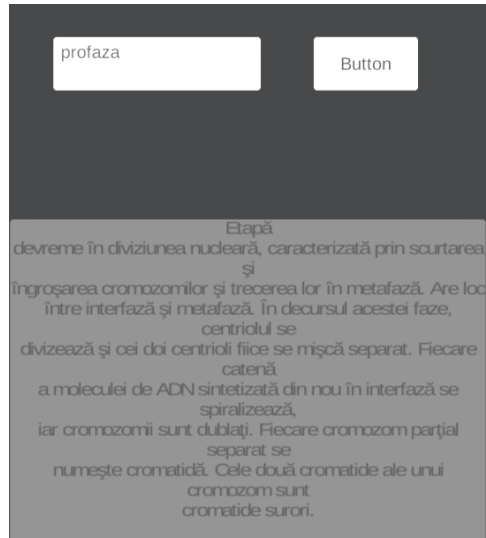 profaza
Button
Etapă
devreme în diviziunea nucleară, caracterizată prin scurtarea
şi
îngroşarea cromozomilor şi trecerea lor în metafază. Are loc
între interfază şi metafază. În decursul acestei faze,
centriolul se
divizează şi cei doi centrioli fiice se mişcă separat. Fiecare
catenă
a moleculei de ADN sintetizată din nou în interfază se
spiralizează,
iar cromozomii sunt dublaţi. Fiecare cromozom parţial
separat se
numeşte cromatidă. Cele două cromatide ale unui
cromozom sunt
cromatide surori.